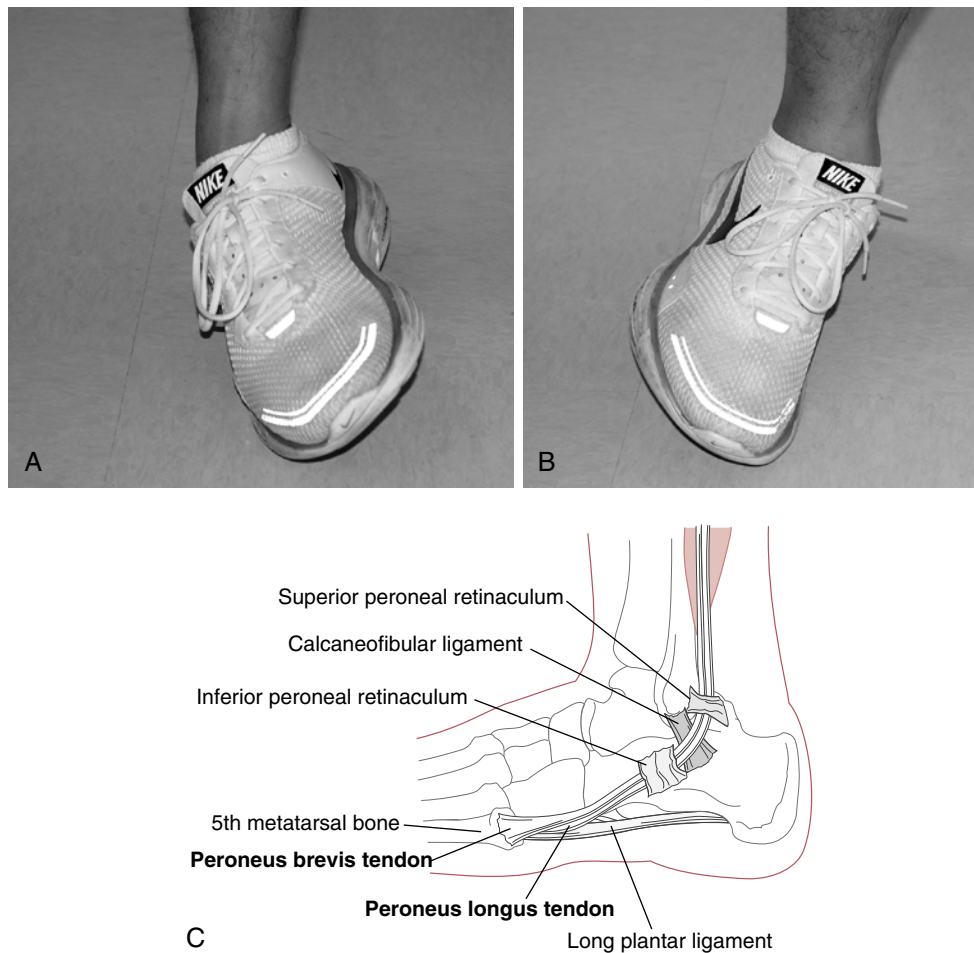 NIKE
NIKE
A
B
Superior peroneal retinaculum
Calcaneofibular ligament
Inferior peroneal retinaculum
5th metatarsal bone
Peroneus brevis tendon
Peroneus longus tendon
Long plantar ligament
C